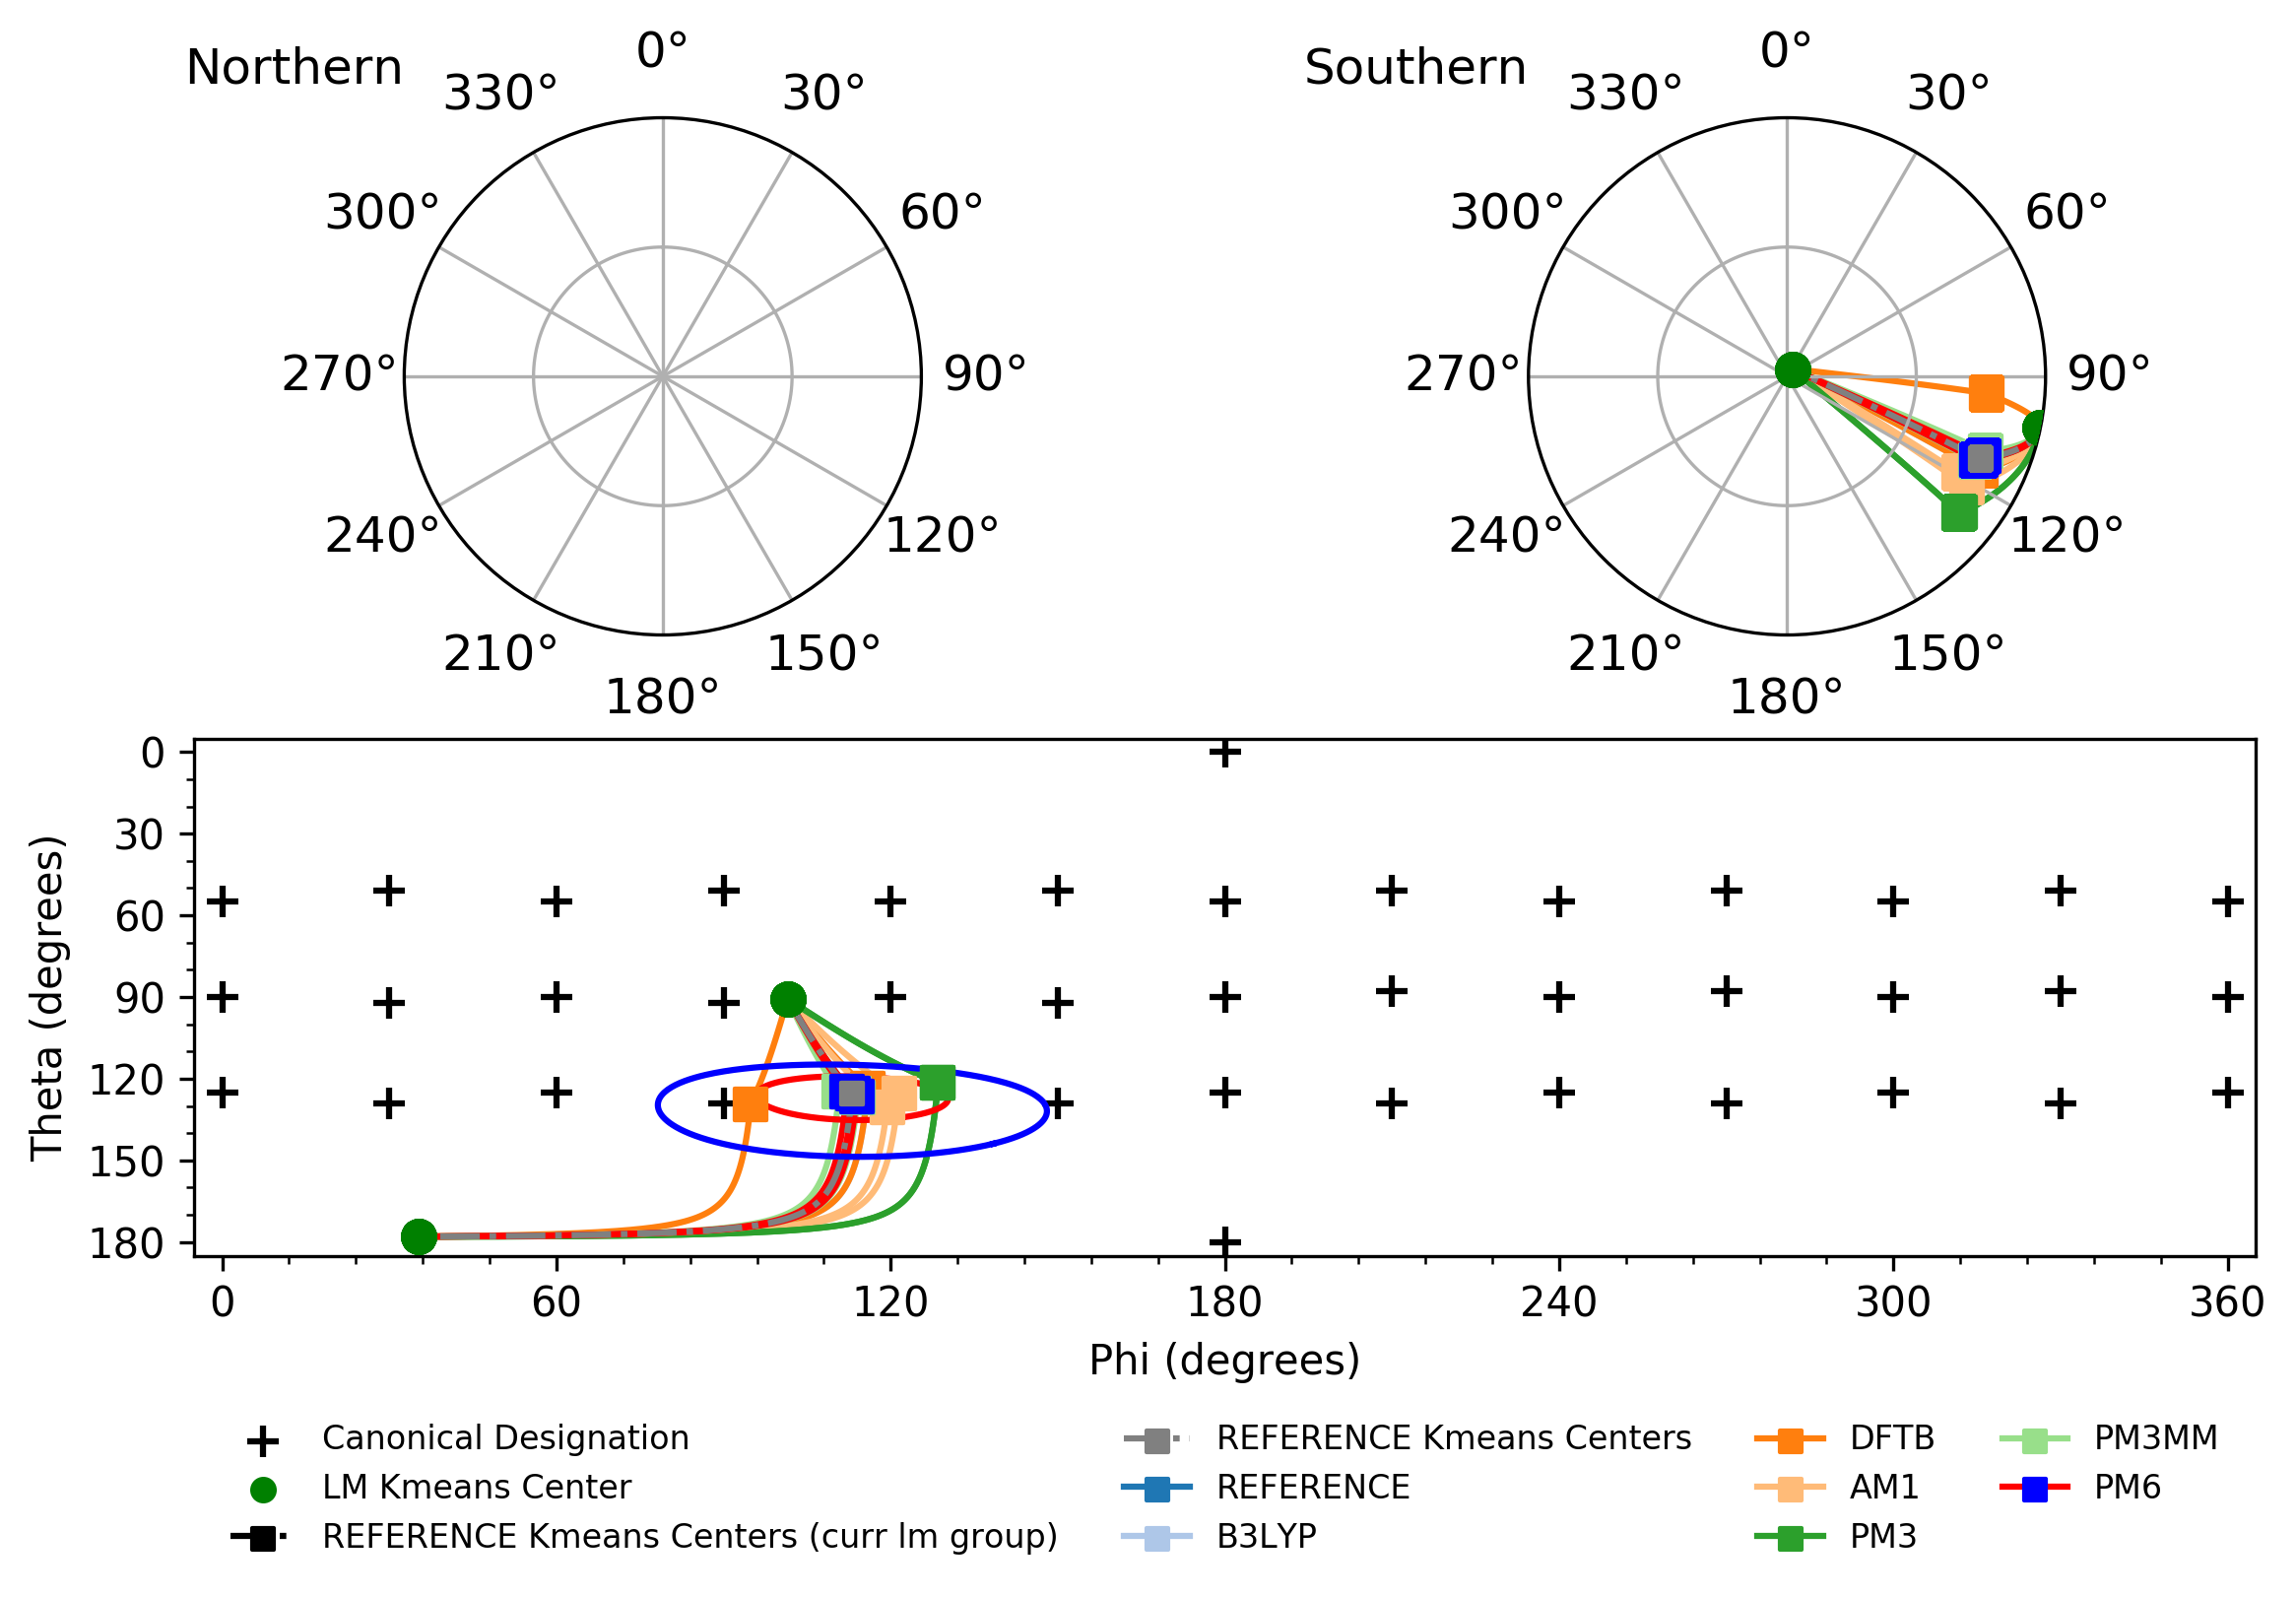 Northern
0°
30°
60°
90°
120°
150°
180°
210°
240°
270°
300°
330°
Southern
0°
30°
60°
90°
120°
150°
180°
210°
240°
270°
300°
330°
Theta (degrees)
0
30
60
90
120
150
180
0 60 120 180 240 300 360
Phi (degrees)
Canonical Designation
LM Kmeans Center
REFERENCE Kmeans Centers (curr lm group)
REFERENCE Kmeans Centers
REFERENCE
B3LYP
DFTB
AM1
PM3
PM3MM
PM6